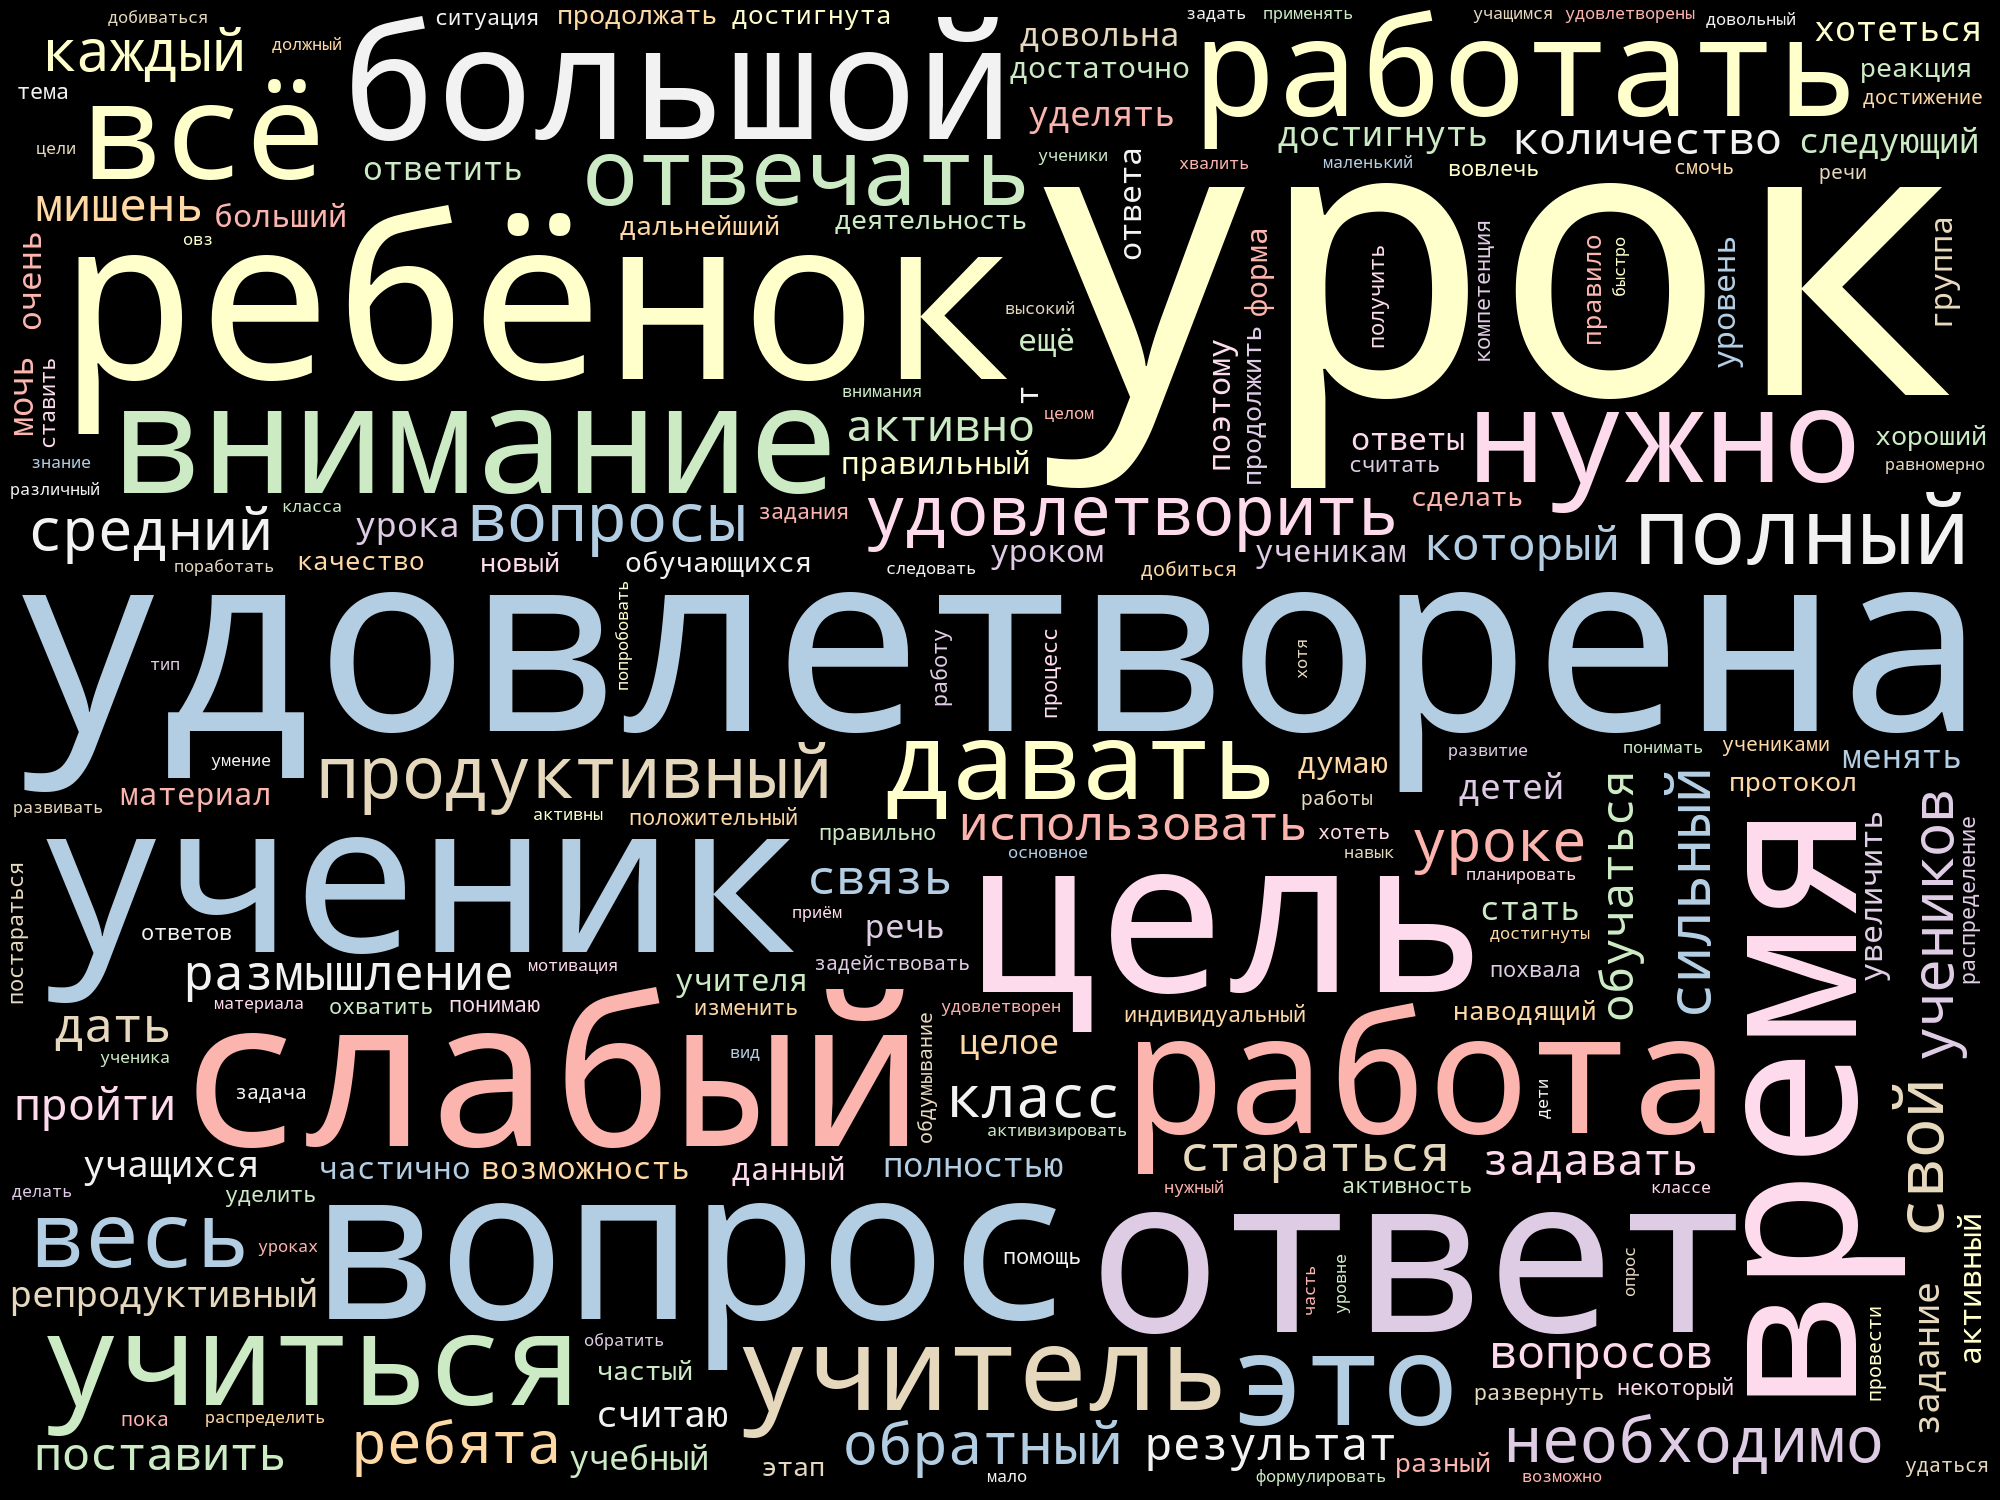 добиваться
ситуация
продолжать
достигнута
задать
применять
учащимся
удовлетворены
довольный
каждый
должный
большой
довольна
работать
хотеться
тема
всё
достаточно
реакция
достижение
уделять
цели
ответить
отвечать
ученики
ответа
достигнуть
количество
следующий
хвалить
маленький
вовлечь
смочь
речи
мишень
больший
дальнейший
деятельность
урок
овз
очень
ребёнок
высокий
ещё
форма
получить
компетенция
правило
быстро
уровень
группа
мочь
ставить
т
целом
поэтому
продолжить
внимание
внимания
активно
правильный
ответы
считать
нужно
хороший
равномерно
знание
различный
средний
класса
урока
вопросы
задания
удовлетворить
сделать
который
полный
поработать
качество
новый
обучающихся
следовать
уроком
добиться
ученикам
удовлетворена
тип
попробовать
работу
процесс
хотя
умение
продуктивный
давать
думаю
развитие
понимать
учениками
менять
развивать
материал
активны
положительный
работы
детей
протокол
правильно
использовать
хотеть
уроке
обучаться
сильный
время
увеличить
учеников
распределение
постараться
ученик
ответов
связь
приём
речь
основное
навык
цель
планировать
стать
достигнуты
похвала
размышление
мотивация
учителя
задействовать
материала
охватить
понимаю
изменить
удовлетворен
индивидуальный
наводящий
дать
ученика
слабый
вид
обдумывание
целое
работа
дети
пройти
задача
класс
активизировать
свой
учащихся
частично
возможность
данный
полностью
стараться
задавать
делать
уделить
нужный
активность
классе
весь
уроках
вопрос
помощь
ответ
часть
уровне
опрос
активный
репродуктивный
учиться
обратить
частый
учитель
это
вопросов
развернуть
некоторый
провести
задание
пока
распределить
считаю
поставить
ребята
учебный
этап
обратный
мало
результат
формулировать
разный
необходимо
возможно
удаться